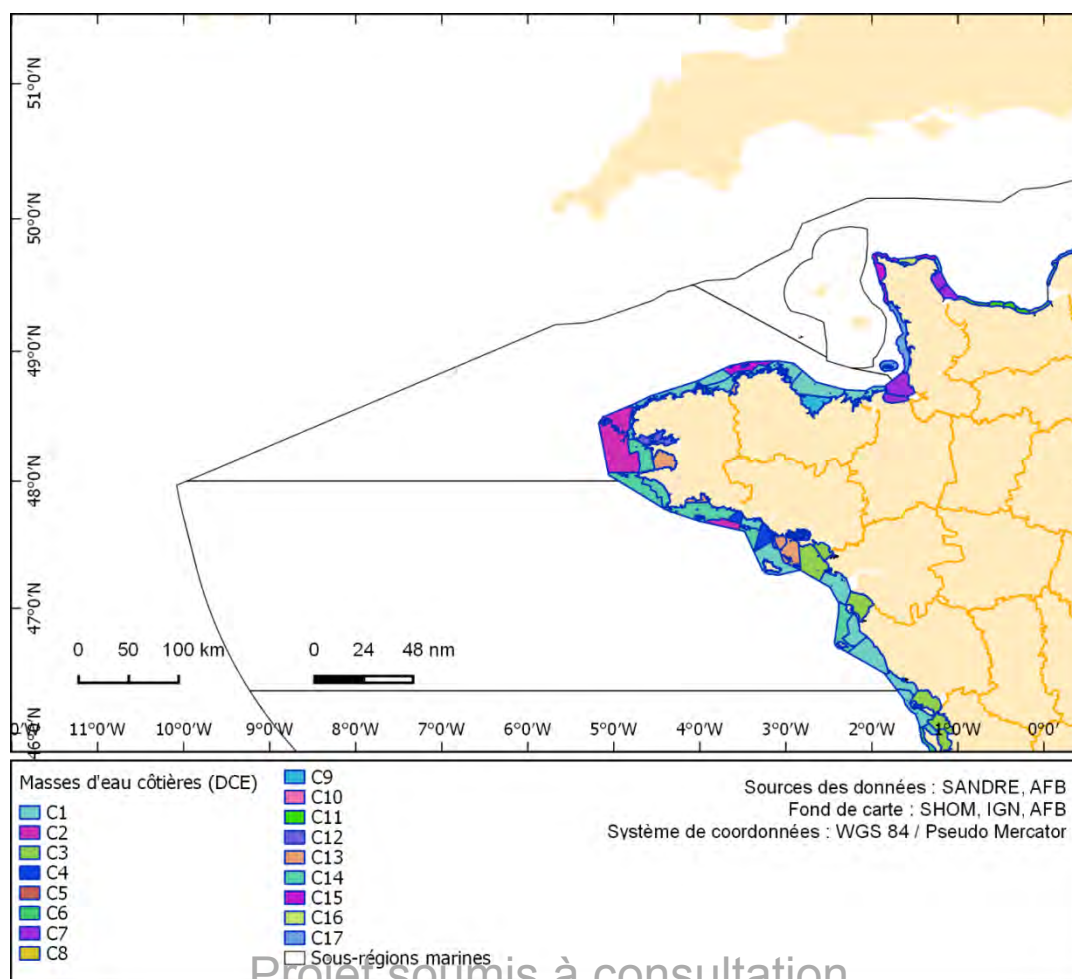 51°0'N
50°0'N
49°0'N
48°0'N
47°0'N
46°0'N
0 50 100 km
0 24 48 nm
0'W 11°0'W 10°0'W 9°0'W 8°0'W 7°0'W 6°0'W 5°0'W 4°0'W 3°0'W 2°0'W 1°0'W 0°0'
Masses d'eau côtières (DCE)
C1
C2
C3
C4
C5
C6
C7
C8
C9
C10
C11
C12
C13
C14
C15
C16
C17
Sous-régions marines
Sources des données : SANDRE, AFB
Fond de carte : SHOM, IGN, AFB
Système de coordonnées : WGS 84 / Pseudo Mercator
Projet soumis à consultation